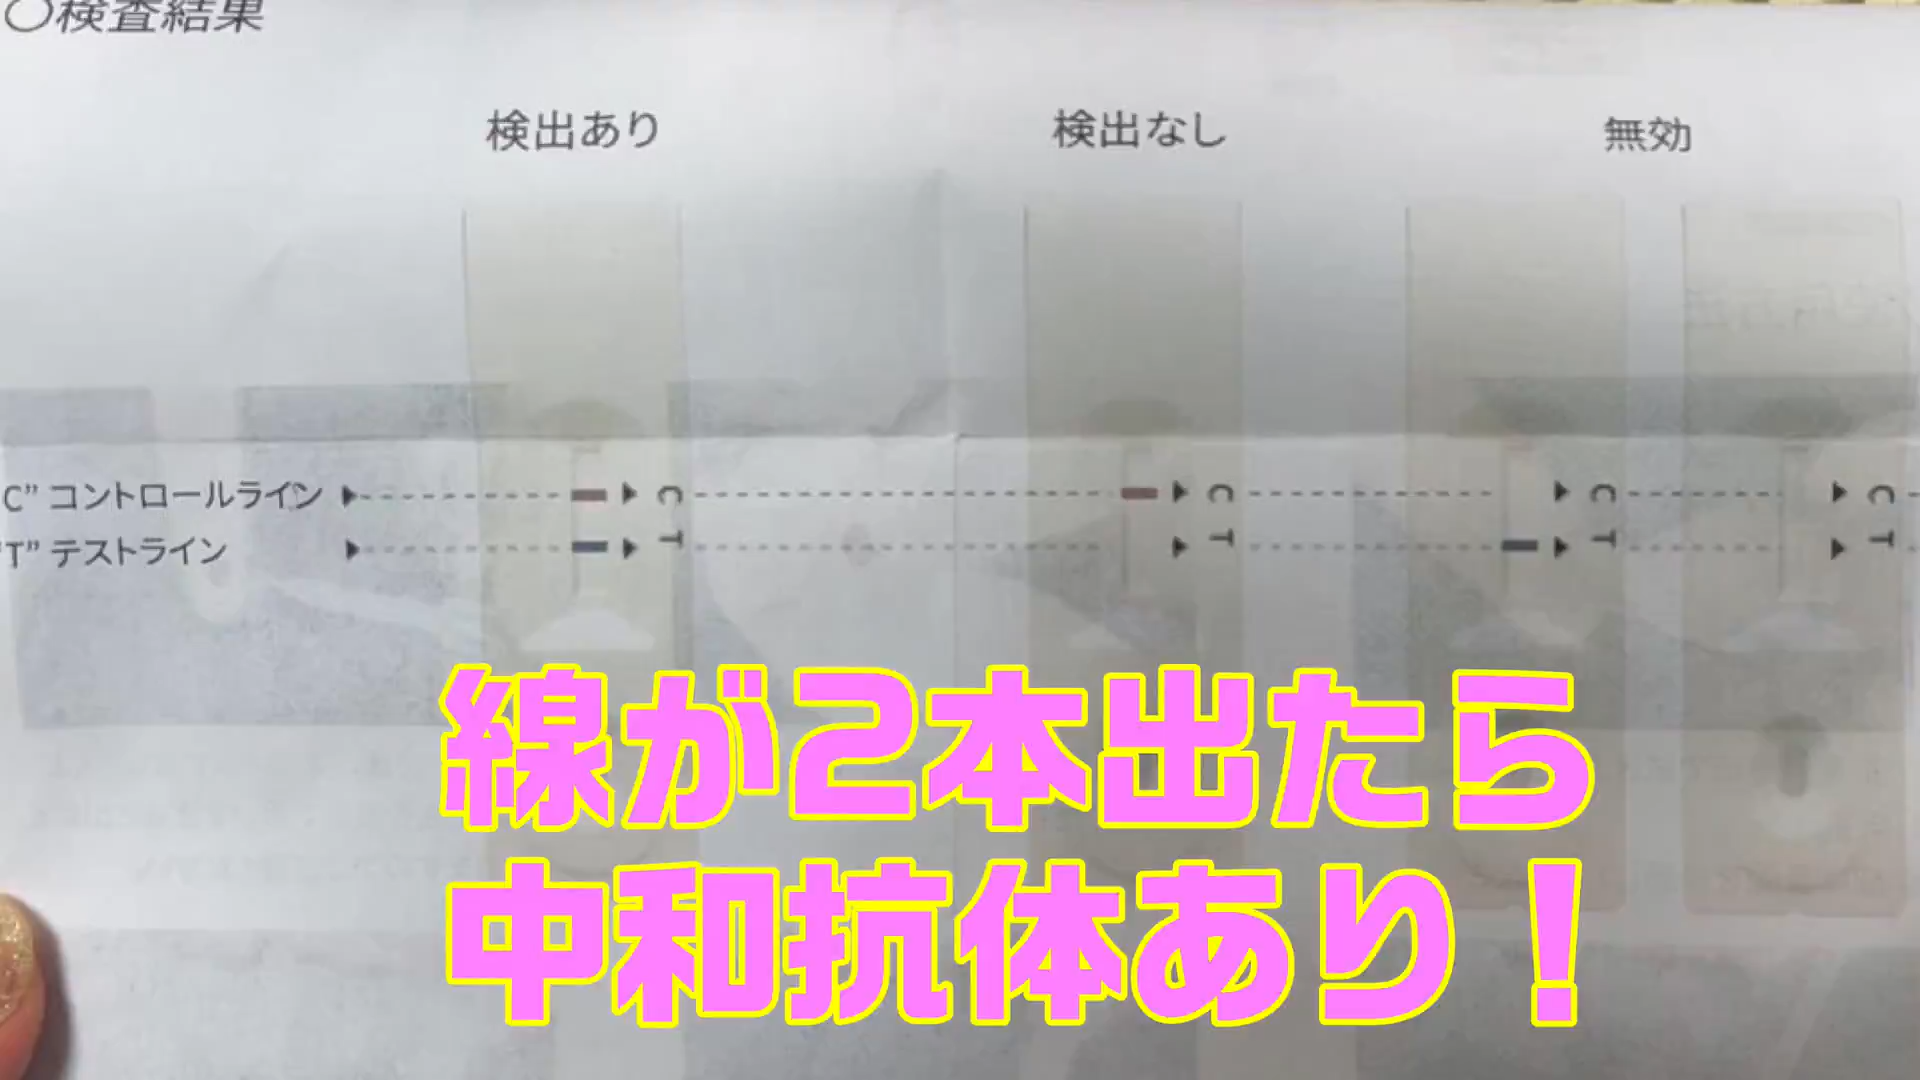 〇検査結果
検出あり 検出なし 無効
C” コントロールライン C C C C
“T” テストライン T T T T
線が2本出たら
中和抗体あり！